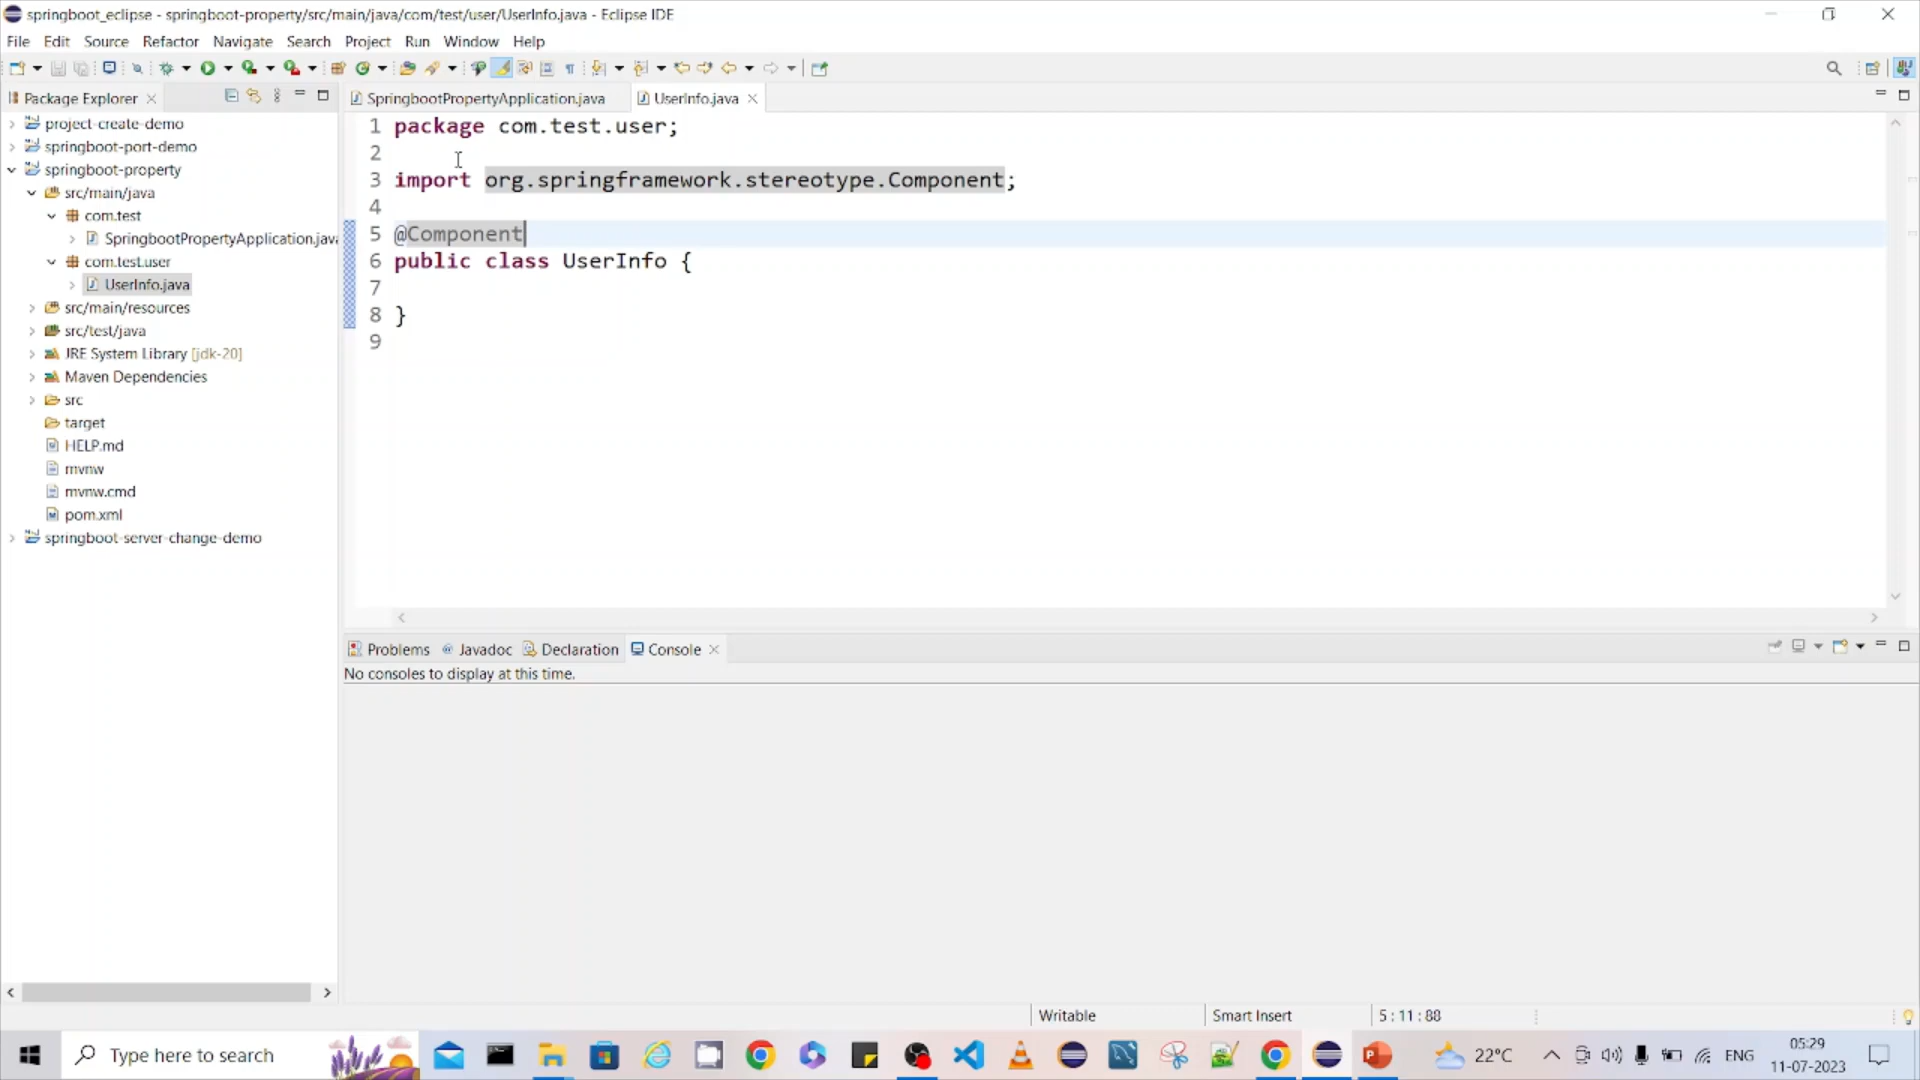 springboot_eclipse - springboot-property/src/main/java/com/test/user/UserInfo.java - Eclipse IDE
File Edit Source Refactor Navigate Search Project Run Window Help
Package Explorer
project-create-demo
springboot-port-demo
springboot-property
src/main/java
com.test
SpringbootPropertyApplication.java
com.test.user
UserInfo.java
src/main/resources
src/test/java
JRE System Library [jdk-20]
Maven Dependencies
src
target
HELP.md
mvnw
mvnw.cmd
pom.xml
springboot-server-change-demo
SpringbootPropertyApplication.java UserInfo.java
1 package com.test.user;
2
3 import org.springframework.stereotype.Component;
4
5 @Component
6 public class UserInfo {
7
8 }
9
Problems Javadoc Declaration Console
No consoles to display at this time.
Writable Smart Insert 5 : 11 : 88
Type here to search 22°C ENG 05:29
11-07-2023